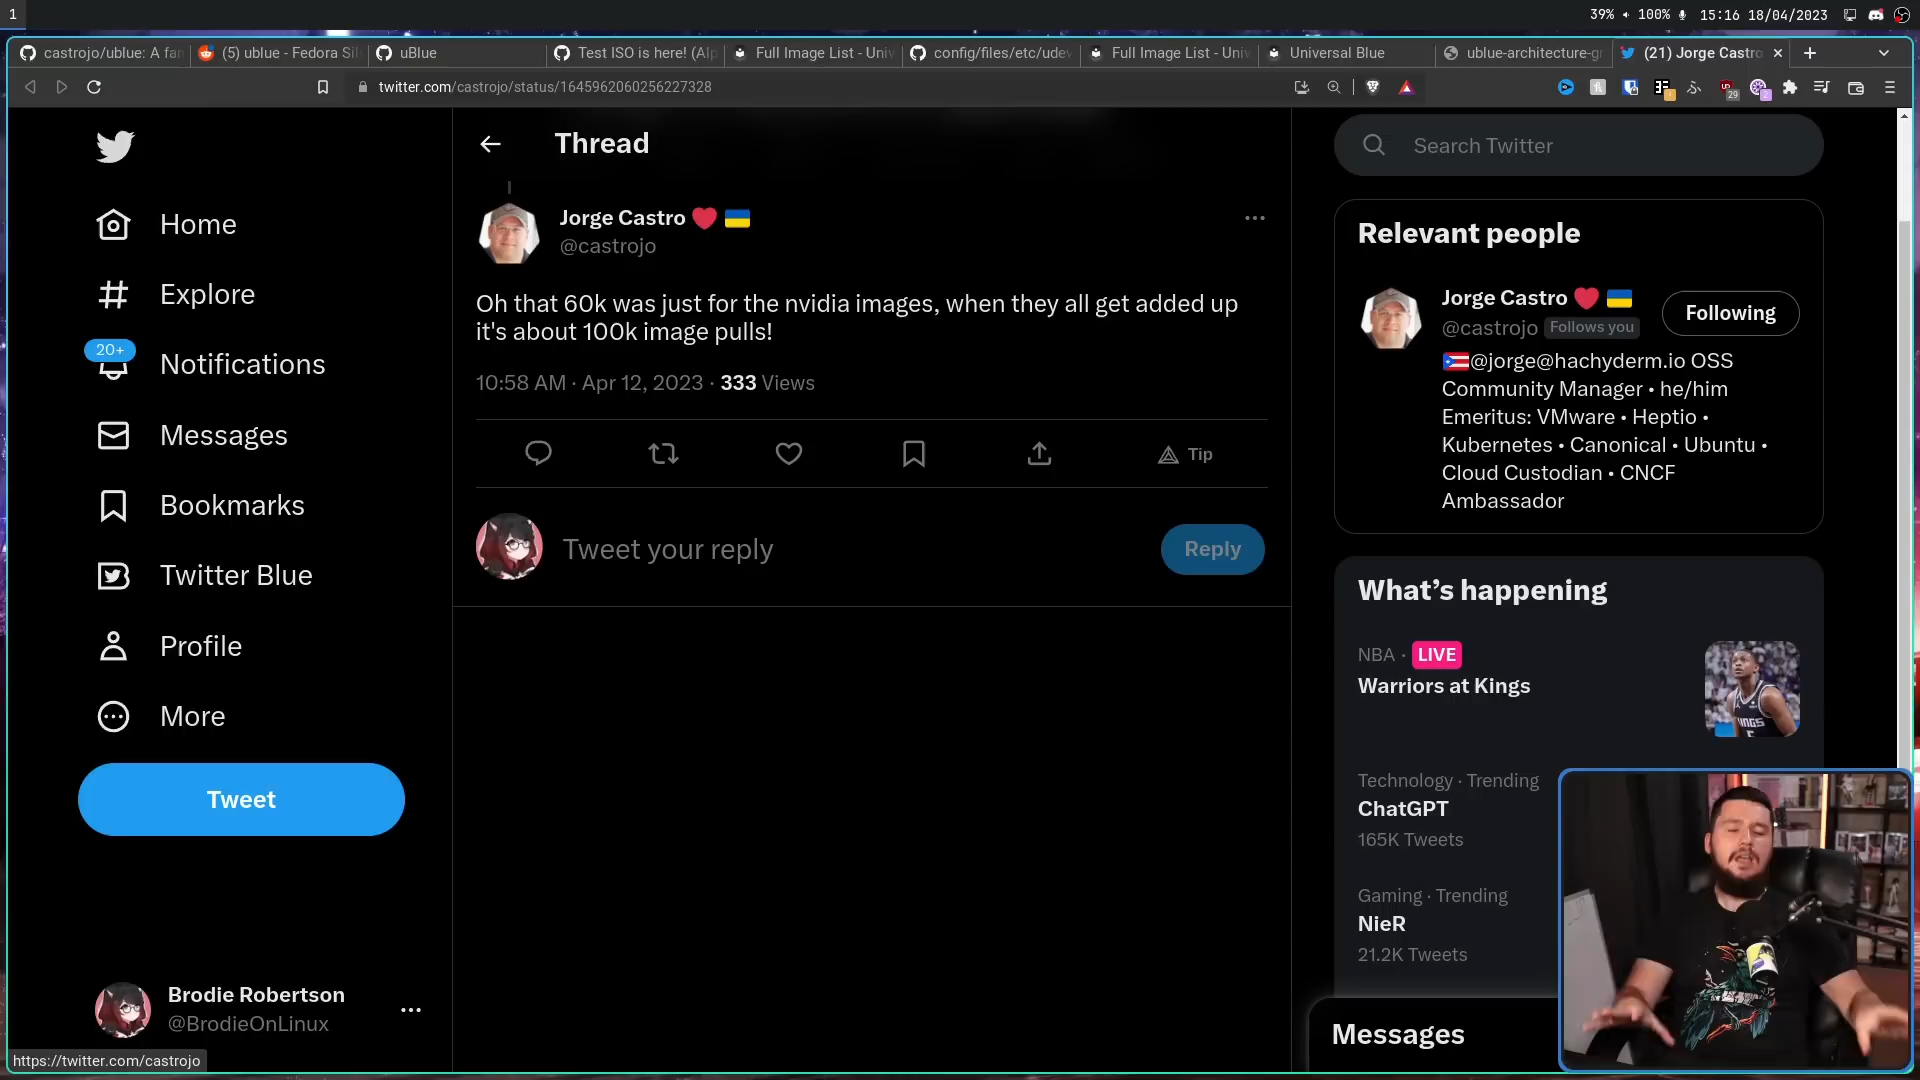 1
39%
100%
15:16 18/04/2023
castrojo/ublue: A fan
(5) ublue - Fedora Sil
uBlue
Test ISO is here! (Alp
Full Image List - Univ
config/files/etc/udev
Full Image List - Univ
Universal Blue
ublue-architecture-gr
(21) Jorge Castro
twitter.com/castrojo/status/1645962060256227328
29
2
Home
Explore
20+
Notifications
Messages
Bookmarks
Twitter Blue
Profile
More
Tweet
Brodie Robertson
@BrodieOnLinux
https://twitter.com/castrojo
Thread
Jorge Castro
@castrojo
Oh that 60k was just for the nvidia images, when they all get added up
it's about 100k image pulls!
10:58 AM · Apr 12, 2023 · 333 Views
Tip
Tweet your reply
Reply
Search Twitter
Relevant people
Jorge Castro
@castrojo Follows you
Following
@jorge@hachyderm.io OSS
Community Manager • he/him
Emeritus: VMware • Heptio •
Kubernetes • Canonical • Ubuntu •
Cloud Custodian • CNCF
Ambassador
What's happening
NBA · LIVE
Warriors at Kings
Technology · Trending
ChatGPT
165K Tweets
Gaming · Trending
NieR
21.2K Tweets
Messages